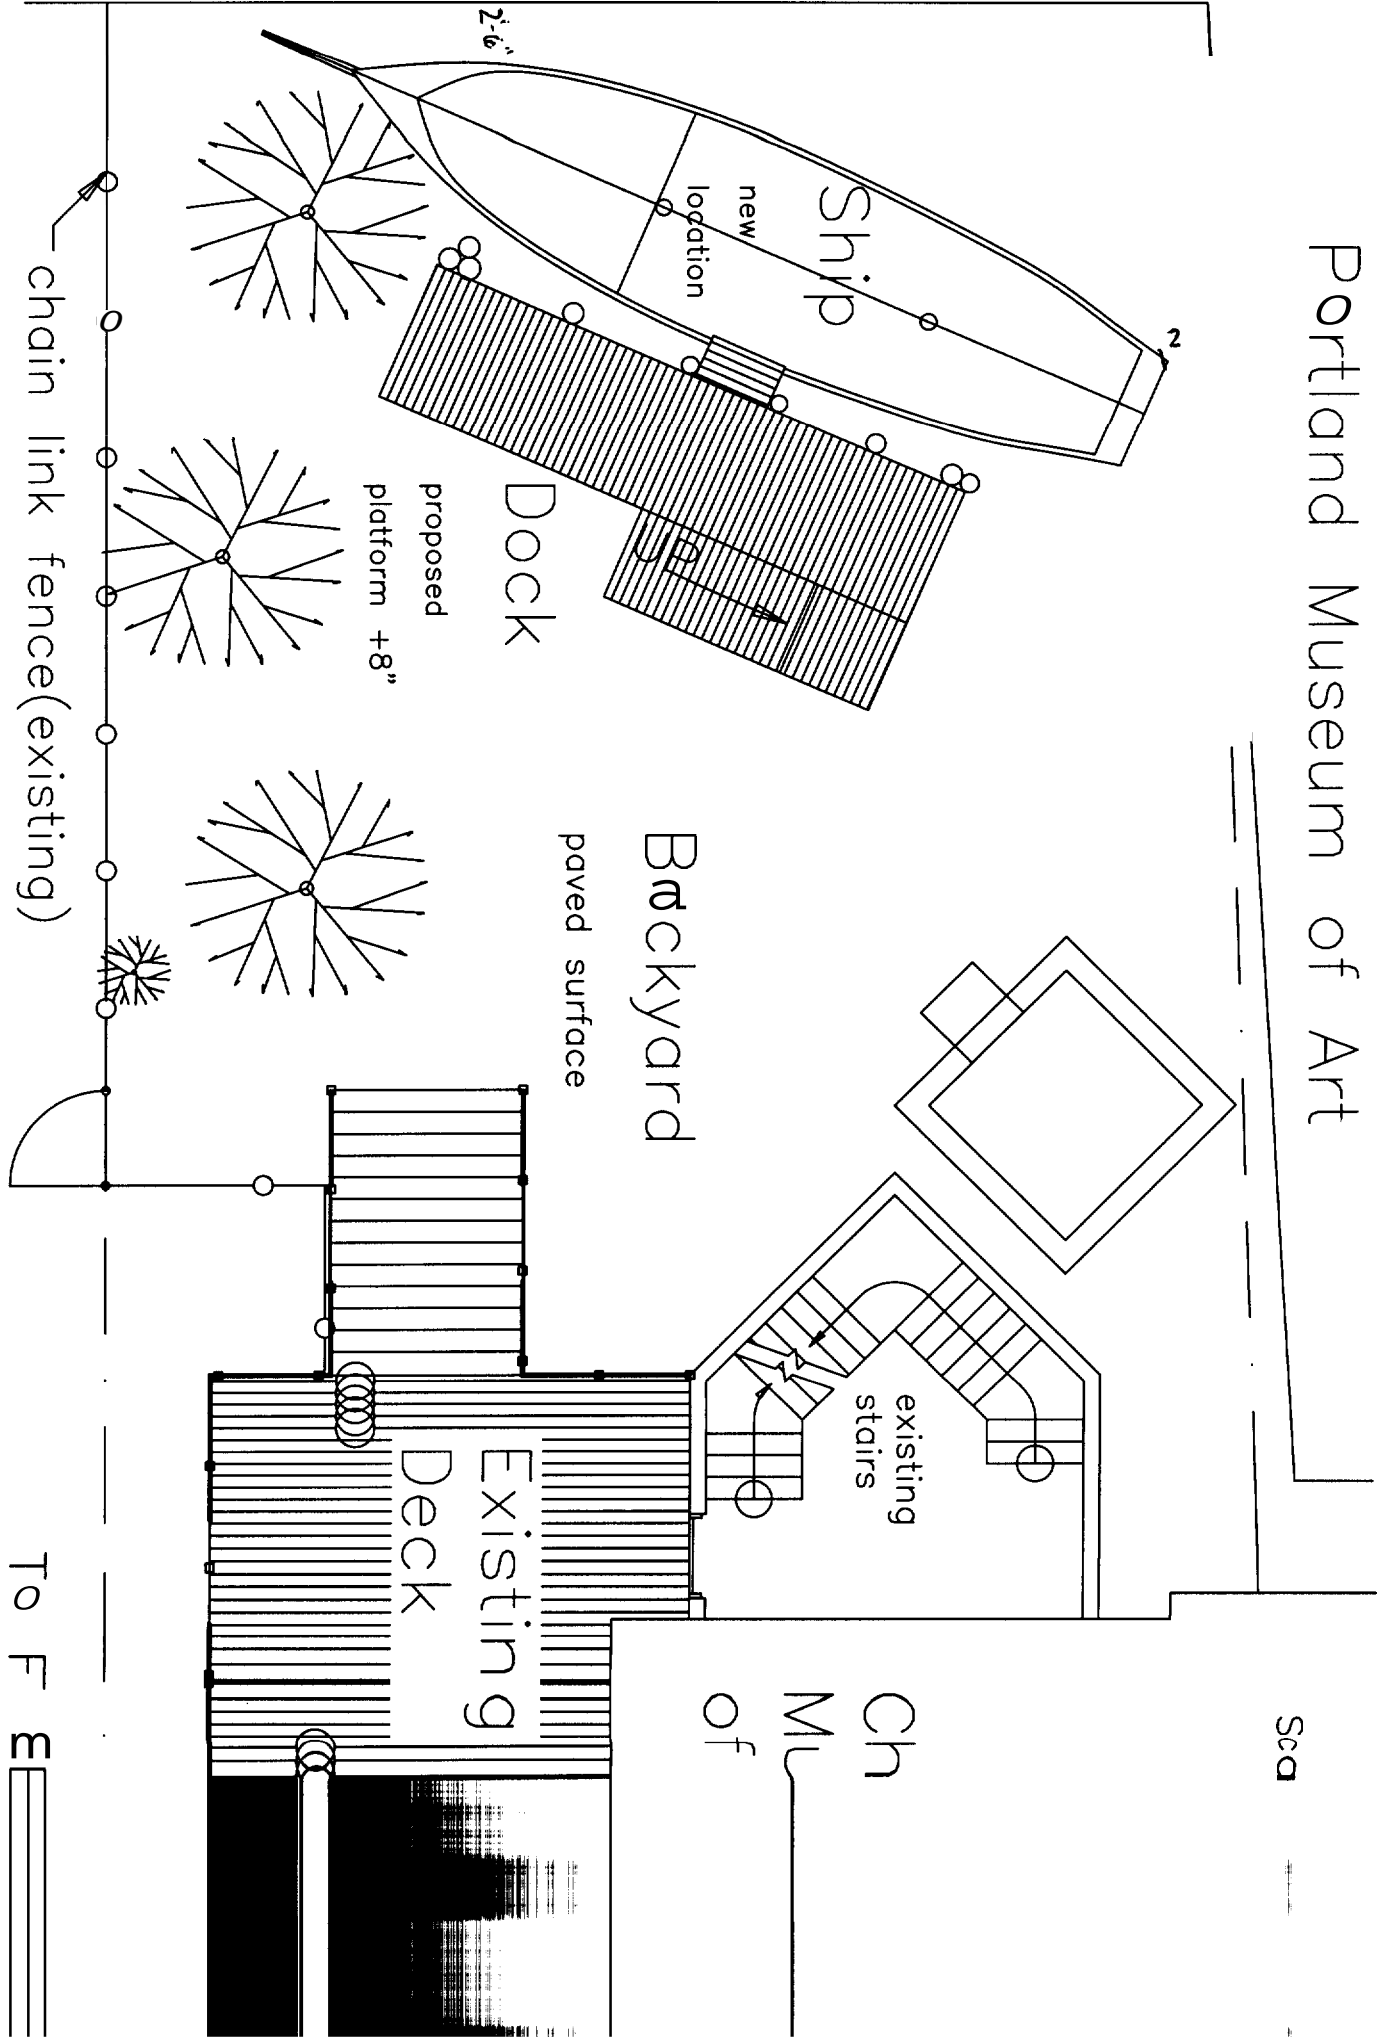 Portland Museum of Art
2'-6"
2
Ship
new
location
UP
Dock
proposed
platform +8"
Backyard
paved surface
chain link fence(existing)
existing
stairs
Existing
Deck
Sca
Ch
Mu
of
To F